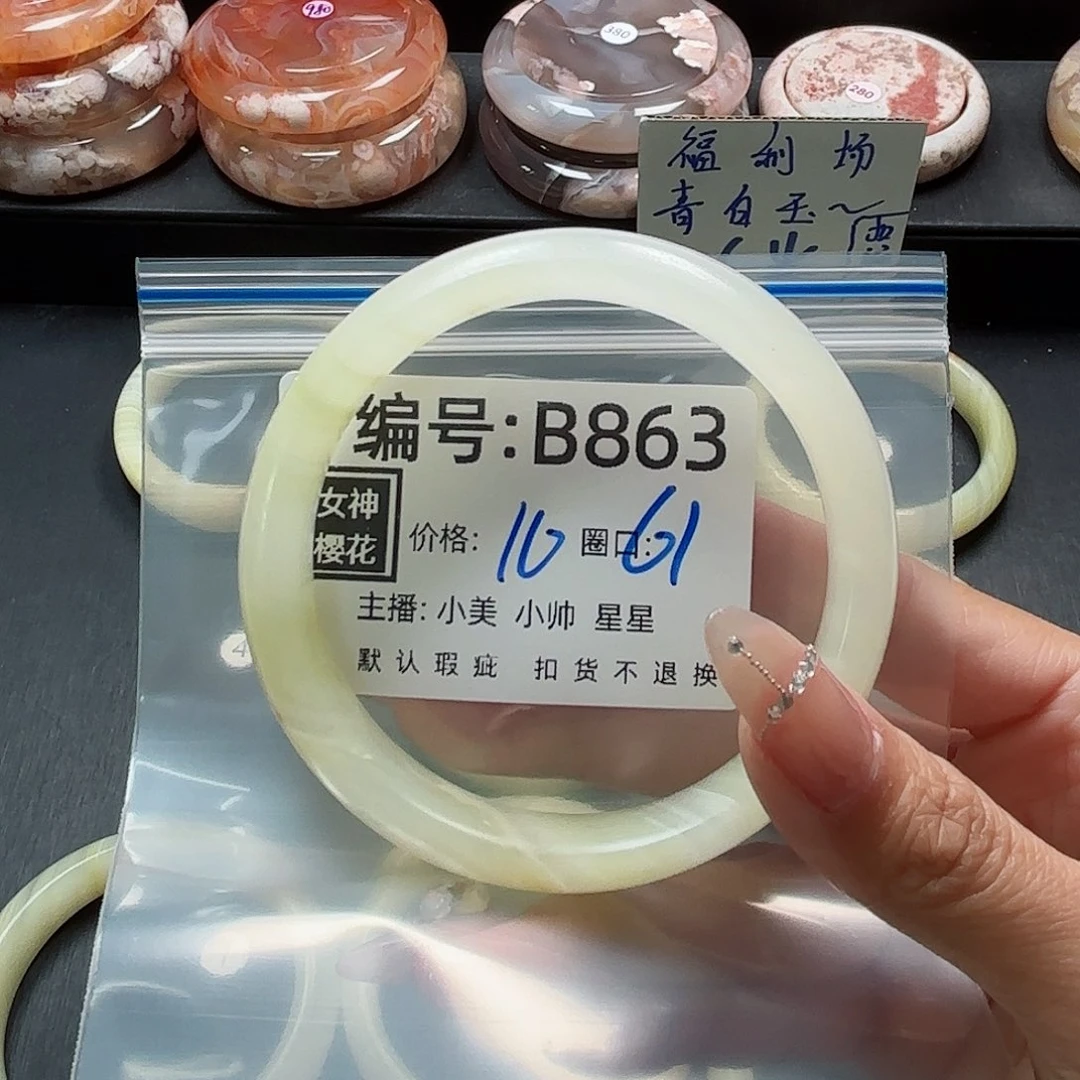 980
380
280
福利场
青白玉~
编号:B863
女神
樱花
价格: 10 圈口: 61
主播: 小美 小帅 星星
默认瑕疵 扣货不退换
4